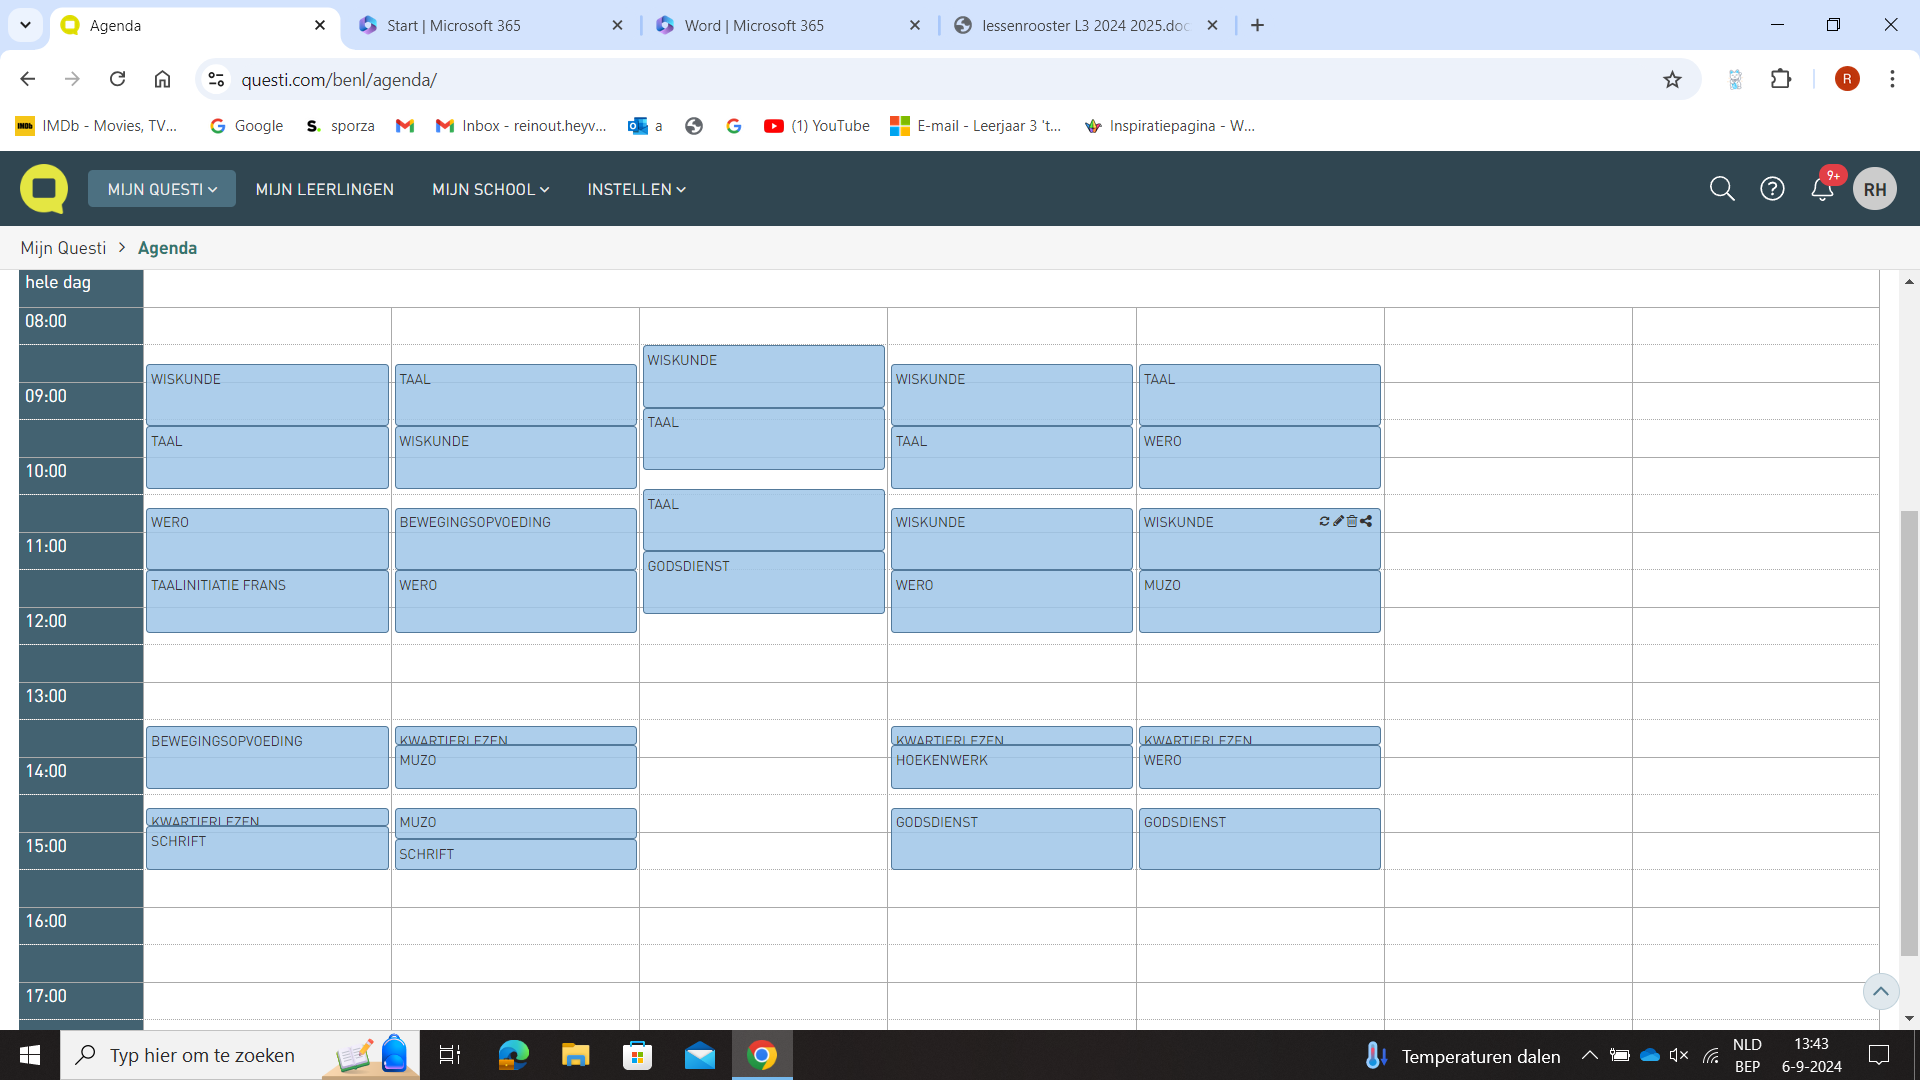 Agenda
Start | Microsoft 365
Word | Microsoft 365
lessenrooster L3 2024 2025.doc
questi.com/benl/agenda/
R
IMDb - Movies, TV...
Google
sporza
Inbox - reinout.heyv...
a
(1) YouTube
E-mail - Leerjaar 3 't...
Inspiratiepagina - W...
MIJN QUESTI
MIJN LEERLINGEN
MIJN SCHOOL
INSTELLEN
9+
RH
Mijn Questi > Agenda
hele dag
08:00
09:00
10:00
11:00
12:00
13:00
14:00
15:00
16:00
17:00
WISKUNDE
TAAL
WERO
TAALINITIATIE FRANS
BEWEGINGSOPVOEDING
KWARTIERLEZEN
SCHRIFT
TAAL
WISKUNDE
BEWEGINGSOPVOEDING
WERO
KWARTIERLEZEN
MUZO
MUZO
SCHRIFT
WISKUNDE
TAAL
TAAL
GODSDIENST
WISKUNDE
TAAL
WISKUNDE
WERO
KWARTIERLEZEN
HOEKENWERK
GODSDIENST
TAAL
WERO
WISKUNDE
MUZO
KWARTIERLEZEN
WERO
GODSDIENST
Typ hier om te zoeken
Temperaturen dalen
NLD
BEP
13:43
6-9-2024